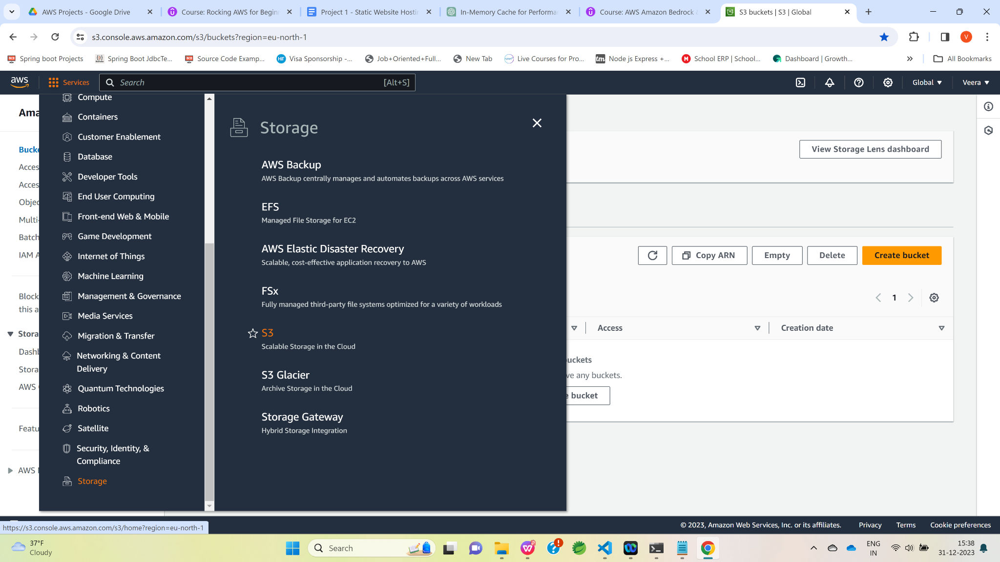 AWS Projects - Google Drive
Course: Rocking AWS for Beginn
Project 1 - Static Website Hostin
In-Memory Cache for Performa
Course: AWS Amazon Bedrock &
S3 buckets | S3 | Global
s3.console.aws.amazon.com/s3/buckets?region=eu-north-1
V
Spring boot Projects
Spring Boot JdbcTe...
Source Code Examp...
Visa Sponsorship -...
Job+Oriented+Full...
New Tab
Live Courses for Pro...
Node js Express +...
School ERP | School...
Dashboard | Growth...
All Bookmarks
aws
Services
Search
[Alt+S]
Global
Veera
Ama
Bucke
Acces
Acces
Objec
Multi-
Batch
IAM A
Block
this a
Stora
Dashb
Stora
AWS
Featu
AWS
Compute
Containers
Customer Enablement
Database
Developer Tools
End User Computing
Front-end Web & Mobile
Game Development
Internet of Things
Machine Learning
Management & Governance
Media Services
Migration & Transfer
Networking & Content
Delivery
Quantum Technologies
Robotics
Satellite
Security, Identity, &
Compliance
Storage
Storage
AWS Backup
AWS Backup centrally manages and automates backups across AWS services
EFS
Managed File Storage for EC2
AWS Elastic Disaster Recovery
Scalable, cost-effective application recovery to AWS
FSx
Fully managed third-party file systems optimized for a variety of workloads
S3
Scalable Storage in the Cloud
S3 Glacier
Archive Storage in the Cloud
Storage Gateway
Hybrid Storage Integration
View Storage Lens dashboard
Copy ARN
Empty
Delete
Create bucket
1
Access
Creation date
uckets
ve any buckets.
e bucket
https://s3.console.aws.amazon.com/s3/home?region=eu-north-1
© 2023, Amazon Web Services, Inc. or its affiliates.
Privacy
Terms
Cookie preferences
37°F
Cloudy
Search
ENG
IN
15:38
31-12-2023